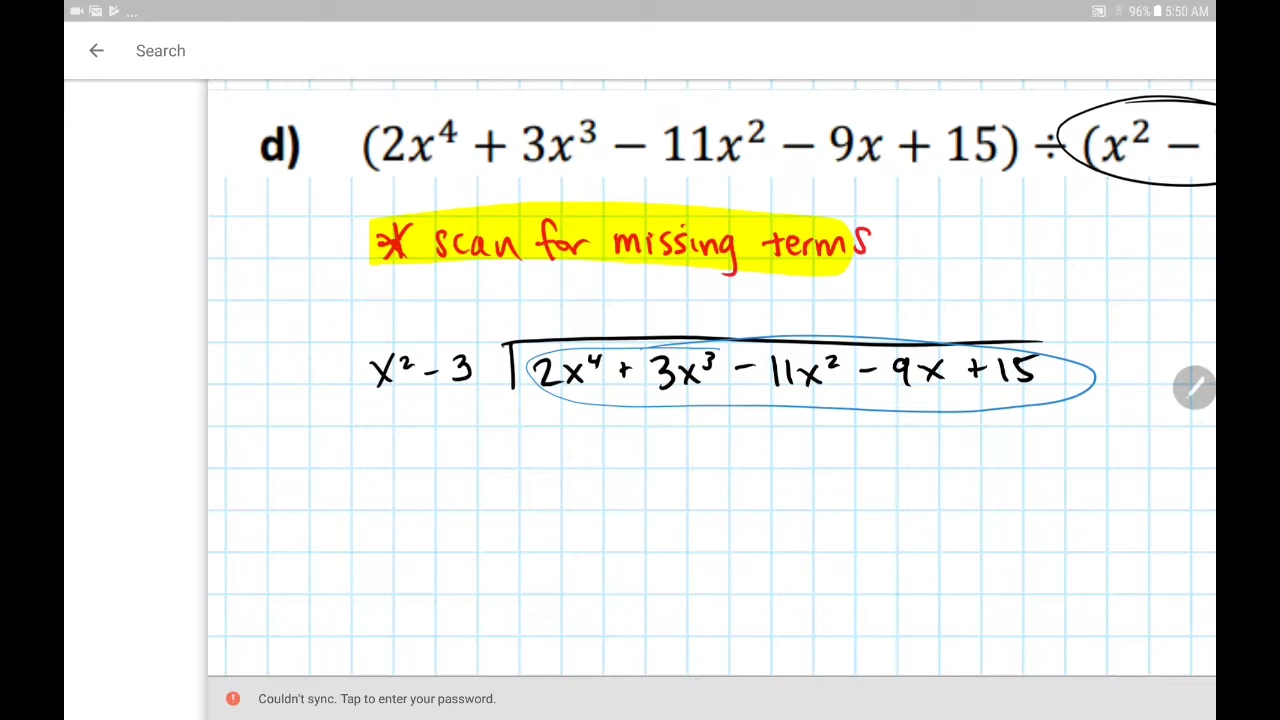 ... 96% 5:50 AM
Search
d) (2x⁴ + 3x³ − 11x² − 9x + 15) ÷ (x² −
* scan for missing terms
x² - 3 2x⁴ + 3x³ - 11x² - 9x + 15
Couldn't sync. Tap to enter your password.